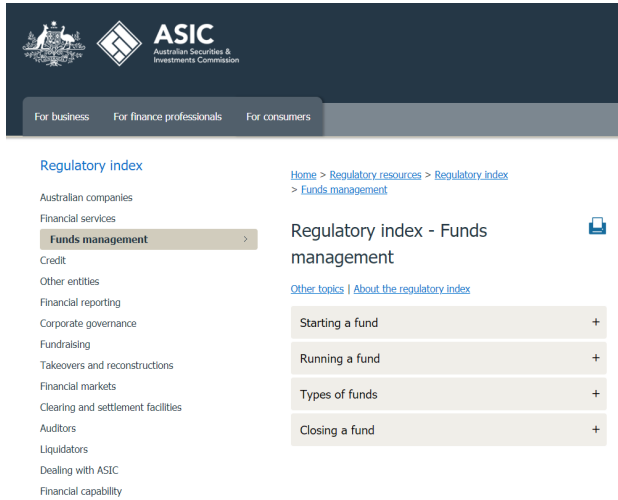 ASIC
Australian Securities &
Investments Commission
For business
For finance professionals
For consumers
Regulatory index
Australian companies
Financial services
Funds management
Credit
Other entities
Financial reporting
Corporate governance
Fundraising
Takeovers and reconstructions
Financial markets
Clearing and settlement facilities
Auditors
Liquidators
Dealing with ASIC
Financial capability
Home > Regulatory resources > Regulatory index
> Funds management
Regulatory index - Funds
management
Other topics | About the regulatory index
Starting a fund +
Running a fund +
Types of funds +
Closing a fund +